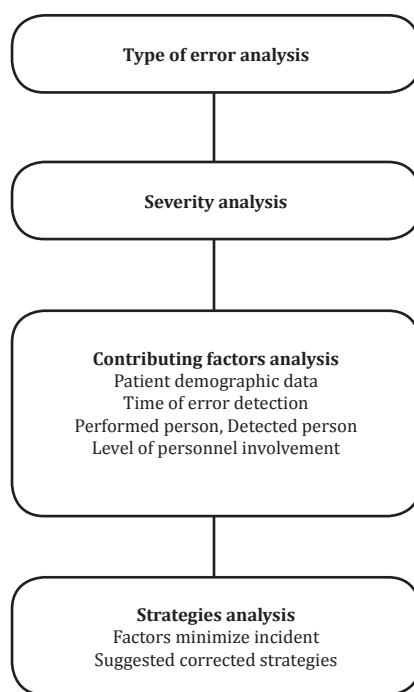 Type of error analysis
Severity analysis
Contributing factors analysis
Patient demographic data
Time of error detection
Performed person, Detected person
Level of personnel involvement
Strategies analysis
Factors minimize incident
Suggested corrected strategies